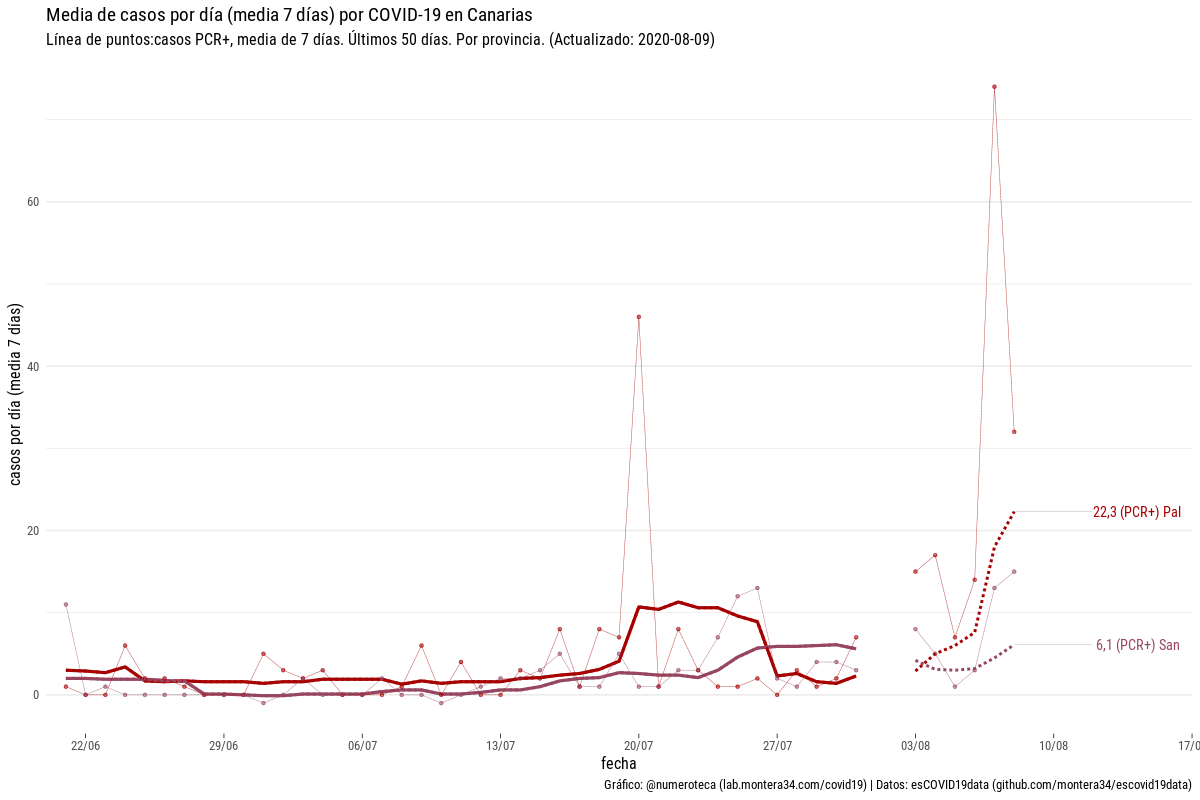 Media de casos por día (media 7 días) por COVID-19 en Canarias
Línea de puntos:casos PCR+, media de 7 días. Últimos 50 días. Por provincia. (Actualizado: 2020-08-09)
casos por día (media 7 días)
60
40
20
0
22,3 (PCR+) Pal
6,1 (PCR+) San
22/06
29/06
06/07
13/07
20/07
27/07
03/08
10/08
17/0
fecha
Gráfico: @numeroteca (lab.montera34.com/covid19) | Datos: esCOVID19data (github.com/montera34/escovid19data)